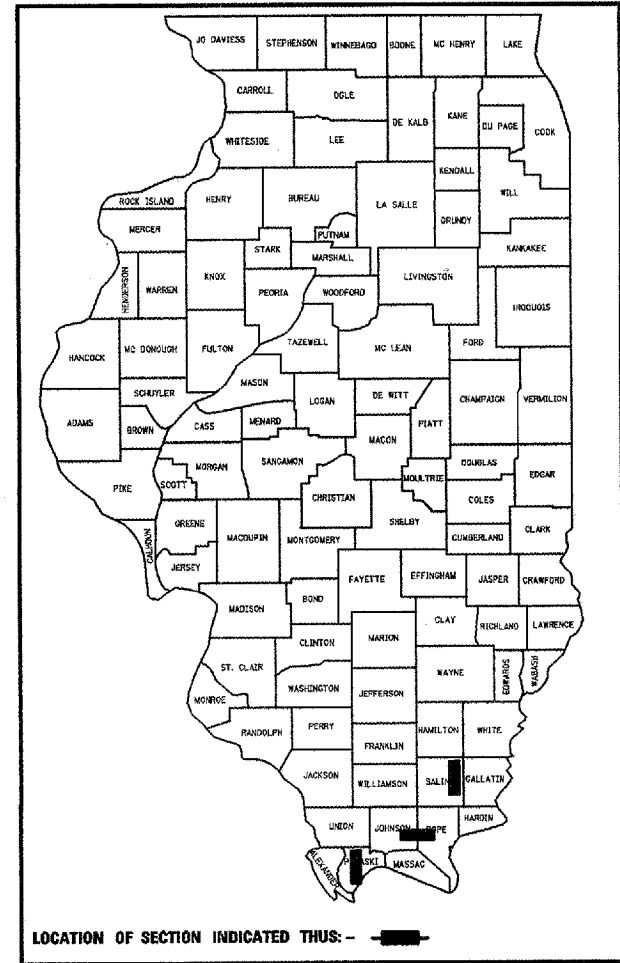 JO DAVIESS STEPHENSON WINNEBAGO BOONE MC HENRY LAKE
CARROLL OGLE DE KALB KANE DU PAGE COOK
WHITESIDE LEE
KENDALL WILL
ROCK ISLAND HENRY BUREAU LA SALLE GRUNDY
MERCER PUTNAM KANKAKEE
STARK MARSHALL LIVINGSTON
HENDERSON WARREN KNOX PEORIA WOODFORD IROQUOIS
HANCOCK MC DONOUGH FULTON TAZEWELL MC LEAN FORD
MASON
SCHUYLER LOGAN DE WITT CHAMPAIGN VERMILION
ADAMS BROWN CASS MENARD MACON PIATT
PIKE SCOTT MORGAN SANGAMON CHRISTIAN MOULTRIE DOUGLAS EDGAR
COLES
CALHOUN GREENE MACOUPIN MONTGOMERY SHELBY CUMBERLAND CLARK
JERSEY FAYETTE EFFINGHAM JASPER CRAWFORD
MADISON BOND
CLAY RICHLAND LAWRENCE
CLINTON MARION
ST. CLAIR WAYNE EDWARDS WABASH
WASHINGTON JEFFERSON
MONROE
RANDOLPH PERRY HAMILTON WHITE
FRANKLIN
JACKSON WILLIAMSON SALIN GALLATIN
UNION JOHNSON POPE HARDIN
ALEXANDER ASKI MASSAC
LOCATION OF SECTION INDICATED THUS: -